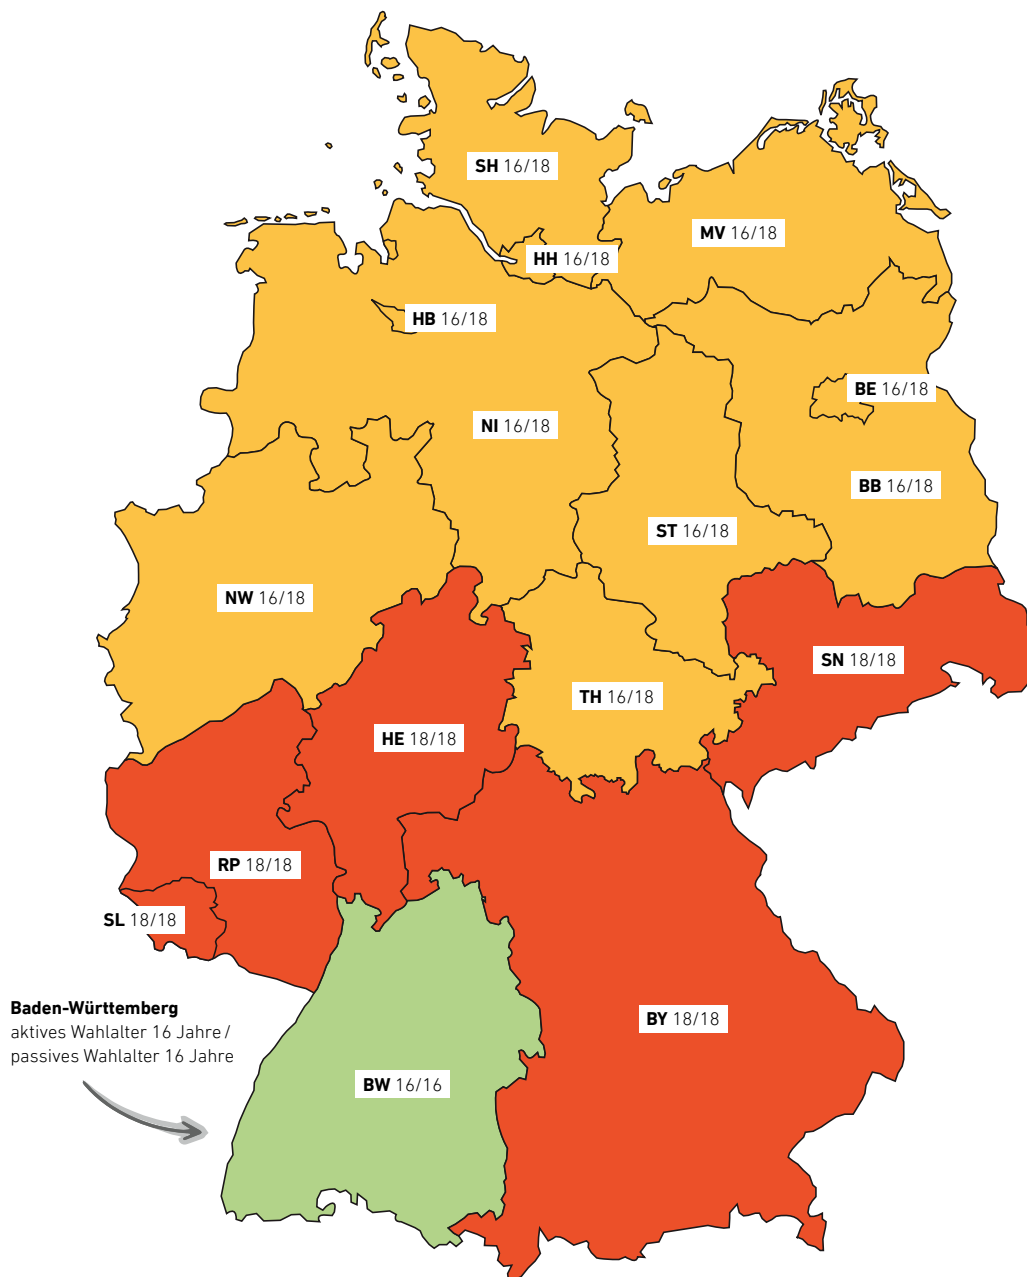 SH 16/18
MV 16/18
HH 16/18
HB 16/18
BE 16/18
NI 16/18
BB 16/18
ST 16/18
NW 16/18
SN 18/18
TH 16/18
HE 18/18
RP 18/18
SL 18/18
Baden-Württemberg
aktives Wahlalter 16 Jahre /
passives Wahlalter 16 Jahre
BY 18/18
BW 16/16